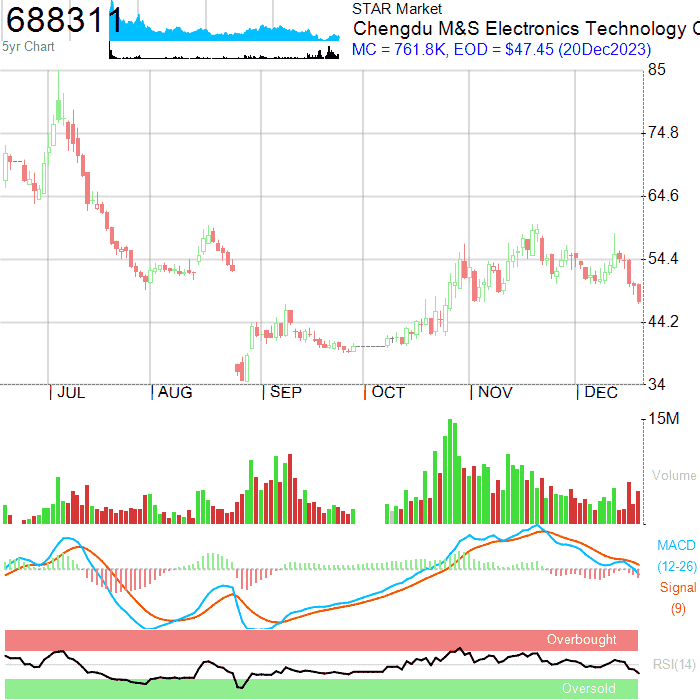 688311
5yr Chart
STAR Market
Chengdu M&S Electronics Technology C
MC = 761.8K, EOD = $47.45 (20Dec2023)
85
74.8
64.6
54.4
44.2
34
JUL AUG SEP OCT NOV DEC
15M
Volume
MACD
(12-26)
Signal
(9)
Overbought
RSI(14)
Oversold